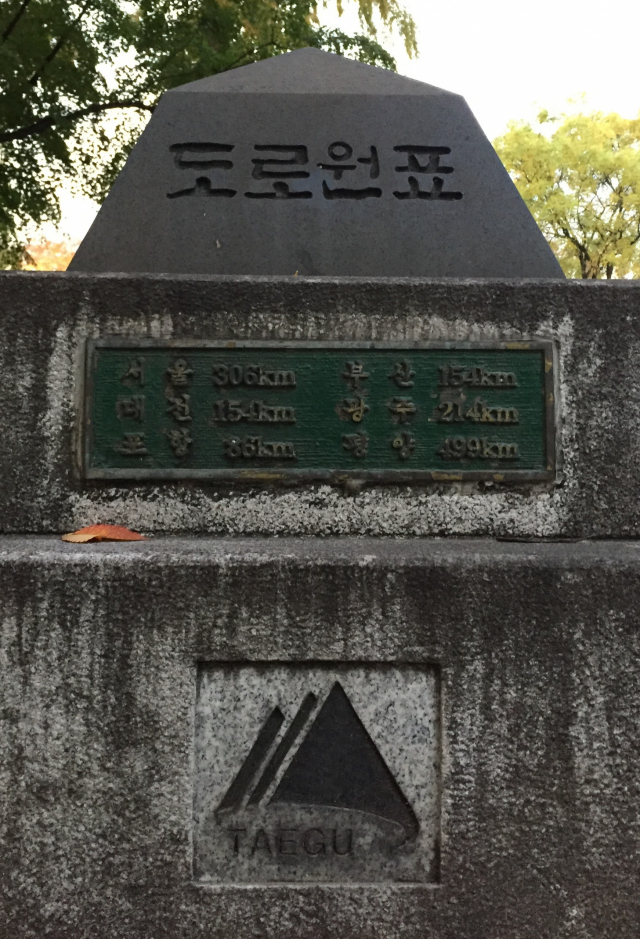 도로원표
서울 306km 부산 154km
대전 154km 광주 214km
포항 86km 평양 499km
TAEGU